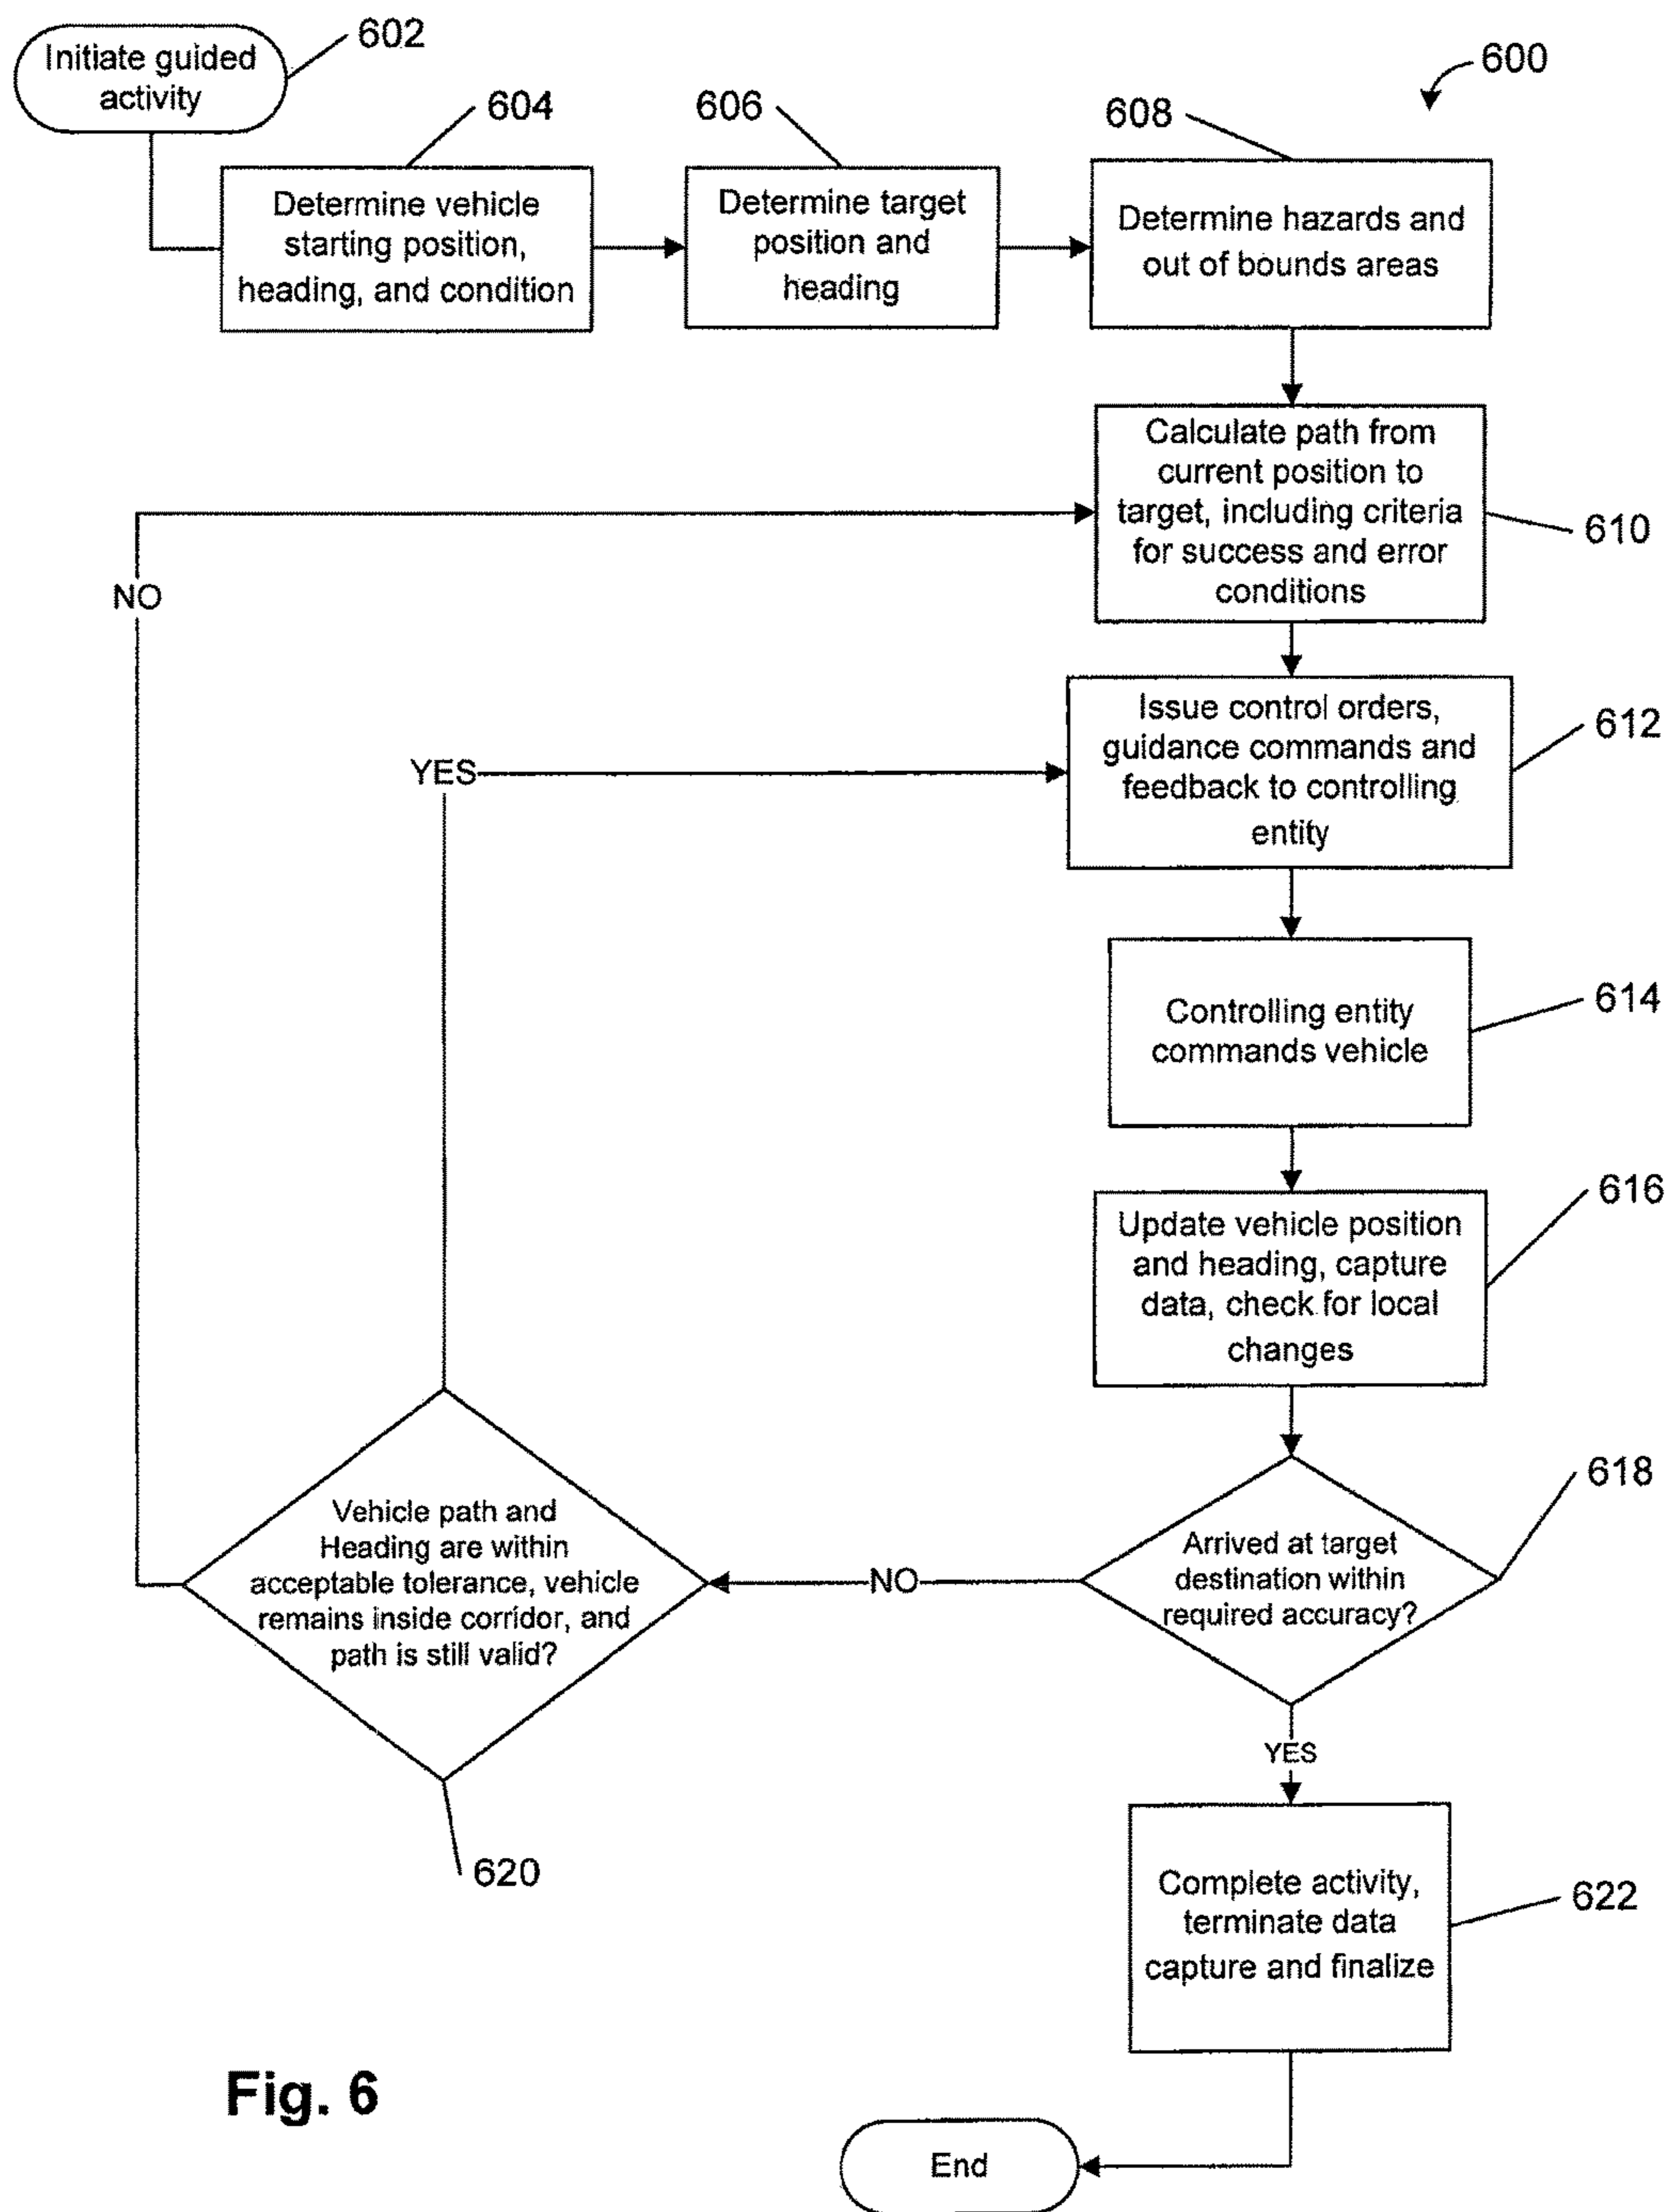 Initiate guided
activity
602
604
606
608
600
Determine vehicle
starting position,
heading, and condition
Determine target
position and
heading
Determine hazards and
out of bounds areas
Calculate path from
current position to
target, including criteria
for success and error
conditions
610
NO
Issue control orders,
guidance commands and
feedback to controlling
entity
612
YES
Controlling entity
commands vehicle
614
Update vehicle position
and heading, capture
data, check for local
changes
616
Arrived at target
destination within
required accuracy?
618
NO
Vehicle path and
Heading are within
acceptable tolerance, vehicle
remains inside corridor, and
path is still valid?
620
YES
Complete activity,
terminate data
capture and finalize
622
End
Fig. 6